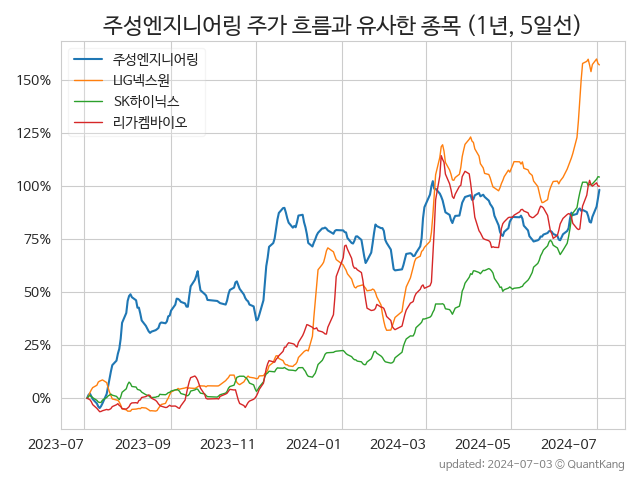 주성엔지니어링 주가 흐름과 유사한 종목 (1년, 5일선)
주성엔지니어링
LIG넥스원
SK하이닉스
리가켐바이오
150%
125%
100%
75%
50%
25%
0%
2023-07 2023-09 2023-11 2024-01 2024-03 2024-05 2024-07
updated: 2024-07-03 © QuantKang